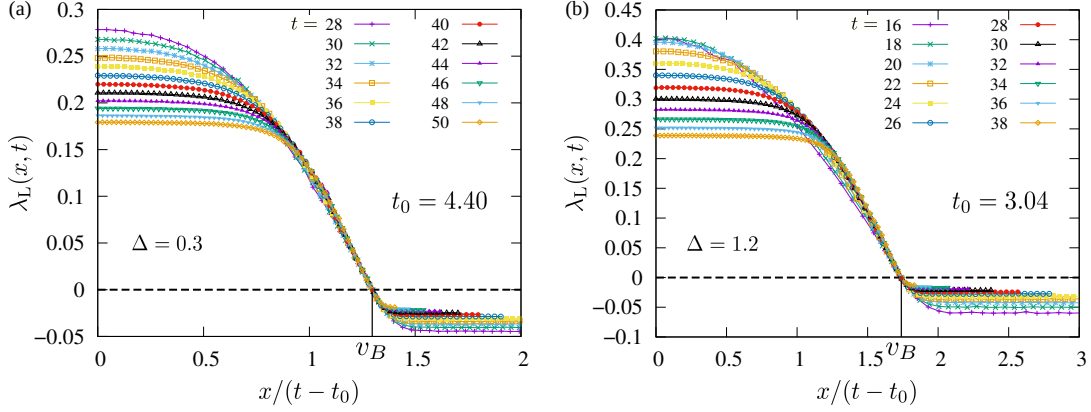 (a)
λL(x, t)
0.3
0.25
0.2
0.15
0.1
0.05
0
−0.05
t = 28 40
30 42
32 44
34 46
36 48
38 50
t0 = 4.40
Δ = 0.3
0 0.5 1 vB 1.5 2
x/(t − t0)
(b)
λL(x, t)
0.45
0.4
0.35
0.3
0.25
0.2
0.15
0.1
0.05
0
−0.05
−0.1
t = 16 28
18 30
20 32
22 34
24 36
26 38
t0 = 3.04
Δ = 1.2
0 0.5 1 1.5 vB 2 2.5 3
x/(t − t0)